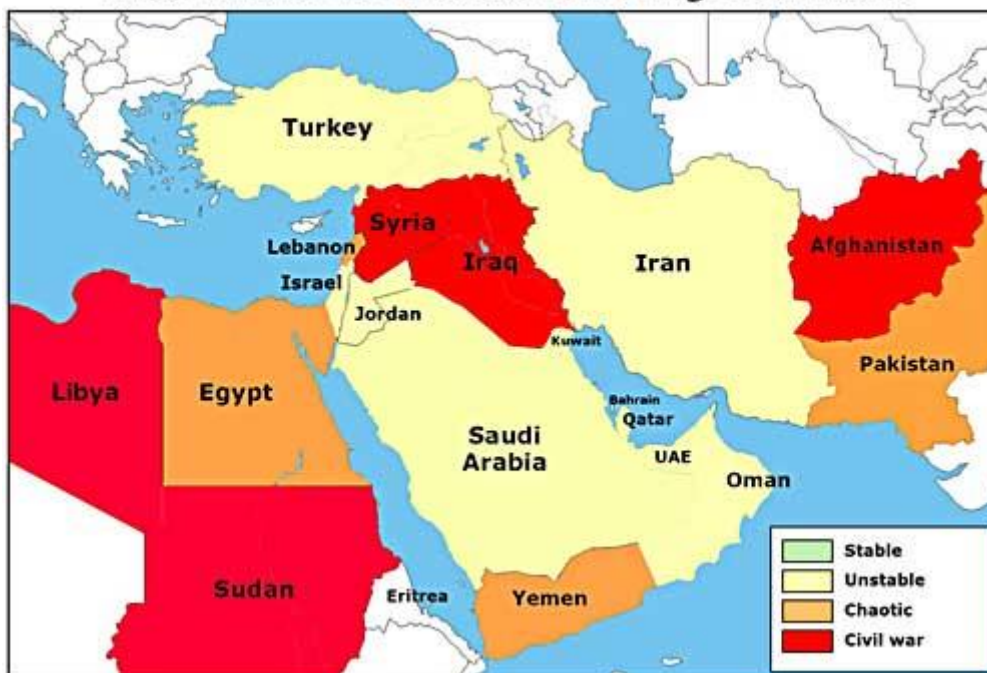 Turkey
Syria
Lebanon
Iraq
Iran
Afghanistan
Israel
Jordan
Kuwait
Pakistan
Libya
Egypt
Bahrain
Qatar
Saudi
Arabia
UAE
Oman
Sudan
Eritrea
Yemen
Stable
Unstable
Chaotic
Civil war